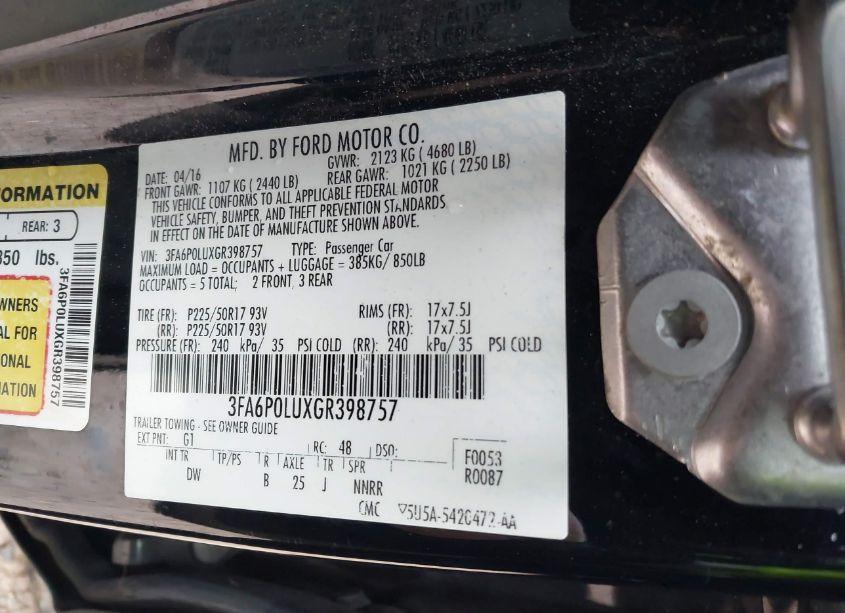 MFD. BY FORD MOTOR CO.
DATE: 04/16 GVWR: 2123 KG ( 4680 LB)
FRONT GAWR: 1107 KG ( 2440 LB) REAR GAWR: 1021 KG ( 2250 LB)
THIS VEHICLE CONFORMS TO ALL APPLICABLE FEDERAL MOTOR
VEHICLE SAFETY, BUMPER, AND THEFT PREVENTION STANDARDS
IN EFFECT ON THE DATE OF MANUFACTURE SHOWN ABOVE.
VIN: 3FA6P0LUXGR398757 TYPE: Passenger Car
MAXIMUM LOAD = OCCUPANTS + LUGGAGE = 385KG/ 850LB
OCCUPANTS = 5 TOTAL; 2 FRONT, 3 REAR
TIRE (FR): P225/50R17 93V RIMS (FR): 17x7.5J
(RR): P225/50R17 93V (RR): 17x7.5J
PRESSURE (FR): 240 kPa/ 35 PSI COLD (RR): 240 kPa/ 35 PSI COLD
3FA6P0LUXGR398757
TRAILER TOWING - SEE OWNER GUIDE
EXT PNT: G1 RC: 48 DSO: F0053
INT TR TP/PS R AXLE TR SPR R0087
DW B 25 J NNRR
CMC 5U5A-5420472-AA
FORMATION
REAR: 3
350 lbs.
OWNERS
AL FOR
IONAL
MATION
3FA6P0LUXGR398757